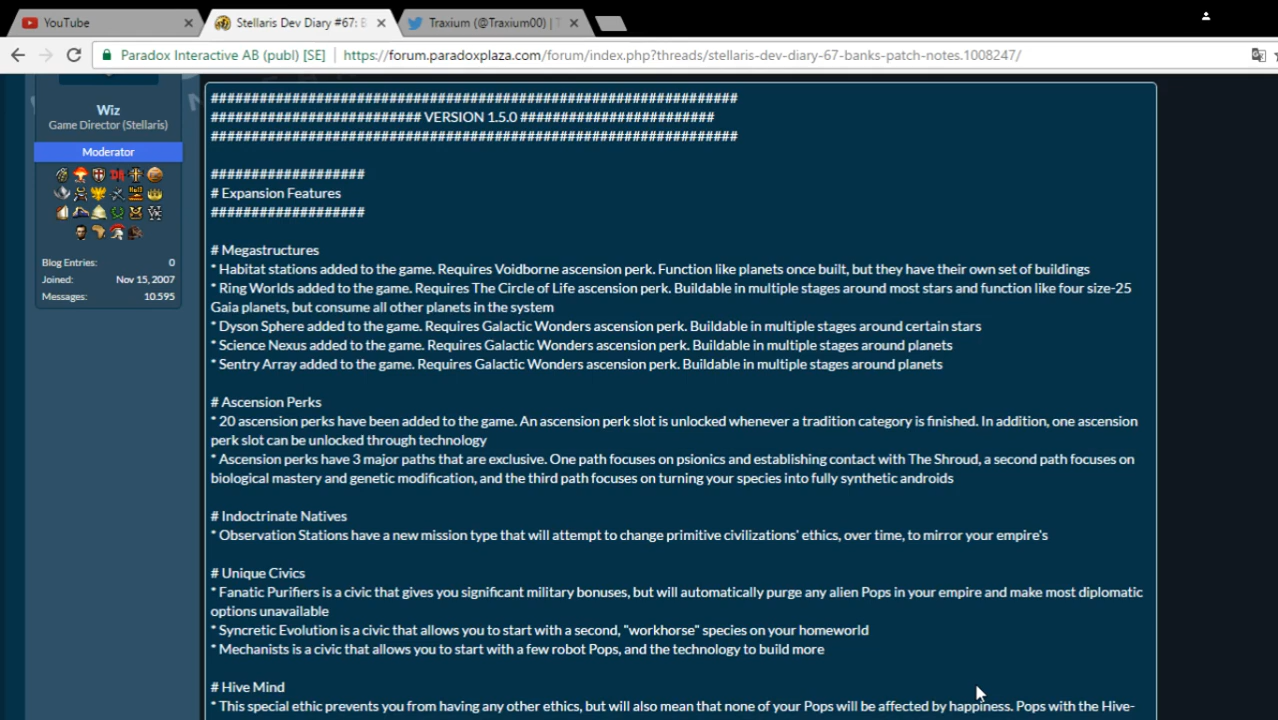 YouTube
Stellaris Dev Diary #67: B
Traxium (@Traxium00) | T
Paradox Interactive AB (publ) [SE]
https://forum.paradoxplaza.com/forum/index.php?threads/stellaris-dev-diary-67-banks-patch-notes.1008247/
Wiz
Game Director (Stellaris)
Moderator
Blog Entries: 0
Joined: Nov 15, 2007
Messages: 10.595
#################################################################
########################## VERSION 1.5.0 ########################
#################################################################
###################
# Expansion Features
###################
# Megastructures
* Habitat stations added to the game. Requires Voidborne ascension perk. Function like planets once built, but they have their own set of buildings
* Ring Worlds added to the game. Requires The Circle of Life ascension perk. Buildable in multiple stages around most stars and function like four size-25
Gaia planets, but consume all other planets in the system
* Dyson Sphere added to the game. Requires Galactic Wonders ascension perk. Buildable in multiple stages around certain stars
* Science Nexus added to the game. Requires Galactic Wonders ascension perk. Buildable in multiple stages around planets
* Sentry Array added to the game. Requires Galactic Wonders ascension perk. Buildable in multiple stages around planets
# Ascension Perks
* 20 ascension perks have been added to the game. An ascension perk slot is unlocked whenever a tradition category is finished. In addition, one ascension
perk slot can be unlocked through technology
* Ascension perks have 3 major paths that are exclusive. One path focuses on psionics and establishing contact with The Shroud, a second path focuses on
biological mastery and genetic modification, and the third path focuses on turning your species into fully synthetic androids
# Indoctrinate Natives
* Observation Stations have a new mission type that will attempt to change primitive civilizations' ethics, over time, to mirror your empire's
# Unique Civics
* Fanatic Purifiers is a civic that gives you significant military bonuses, but will automatically purge any alien Pops in your empire and make most diplomatic
options unavailable
* Syncretic Evolution is a civic that allows you to start with a second, "workhorse" species on your homeworld
* Mechanists is a civic that allows you to start with a few robot Pops, and the technology to build more
# Hive Mind
* This special ethic prevents you from having any other ethics, but will also mean that none of your Pops will be affected by happiness. Pops with the Hive-